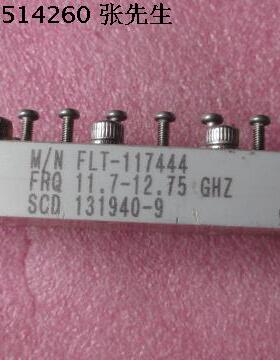 514260 张先生
M/N FLT-117444
FRQ 11.7-12.75 GHZ
SCD 131940-9